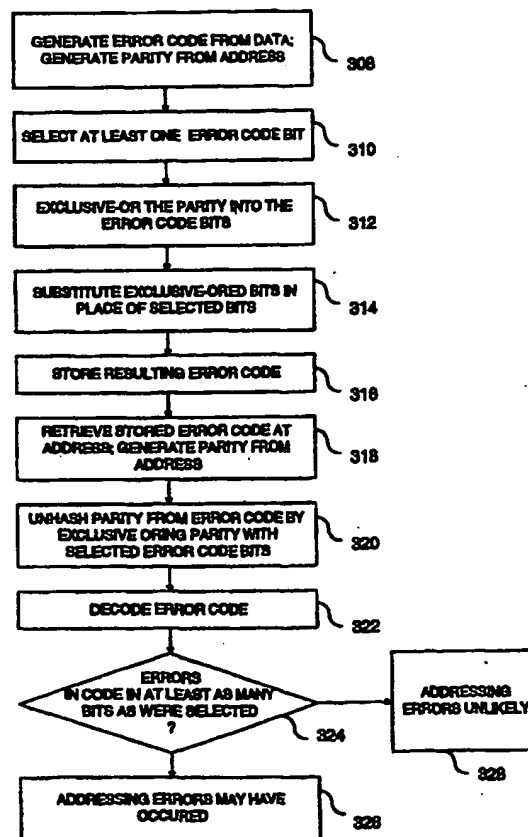 GENERATE ERROR CODE FROM DATA;
GENERATE PARITY FROM ADDRESS
308
SELECT AT LEAST ONE ERROR CODE BIT
310
EXCLUSIVE-OR THE PARITY INTO THE
ERROR CODE BITS
312
SUBSTITUTE EXCLUSIVE-ORED BITS IN
PLACE OF SELECTED BITS
314
STORE RESULTING ERROR CODE
316
RETRIEVE STORED ERROR CODE AT
ADDRESS; GENERATE PARITY FROM
ADDRESS
318
UNHASH PARITY FROM ERROR CODE BY
EXCLUSIVE ORING PARITY WITH
SELECTED ERROR CODE BITS
320
DECODE ERROR CODE
322
ERRORS
IN CODE IN AT LEAST AS MANY
BITS AS WERE SELECTED
?
324
ADDRESSING
ERRORS UNLIKELY
328
ADDRESSING ERRORS MAY HAVE
OCCURED
326